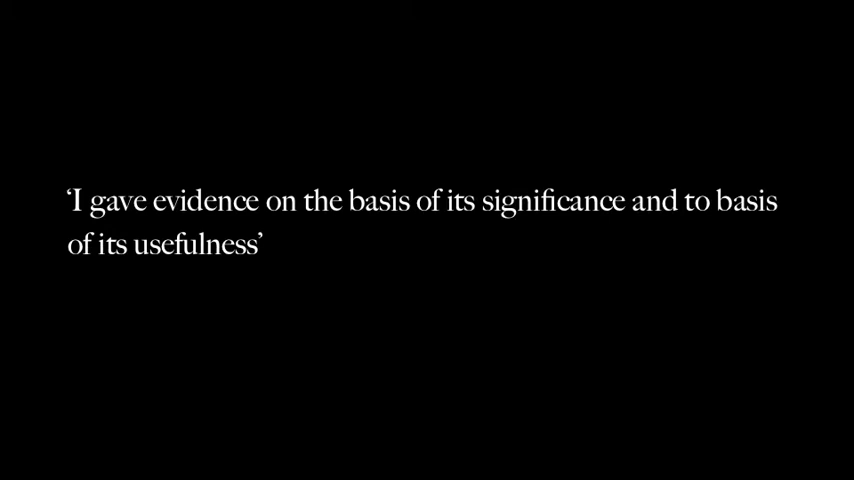 ‘I gave evidence on the basis of its significance and to basis
of its usefulness’